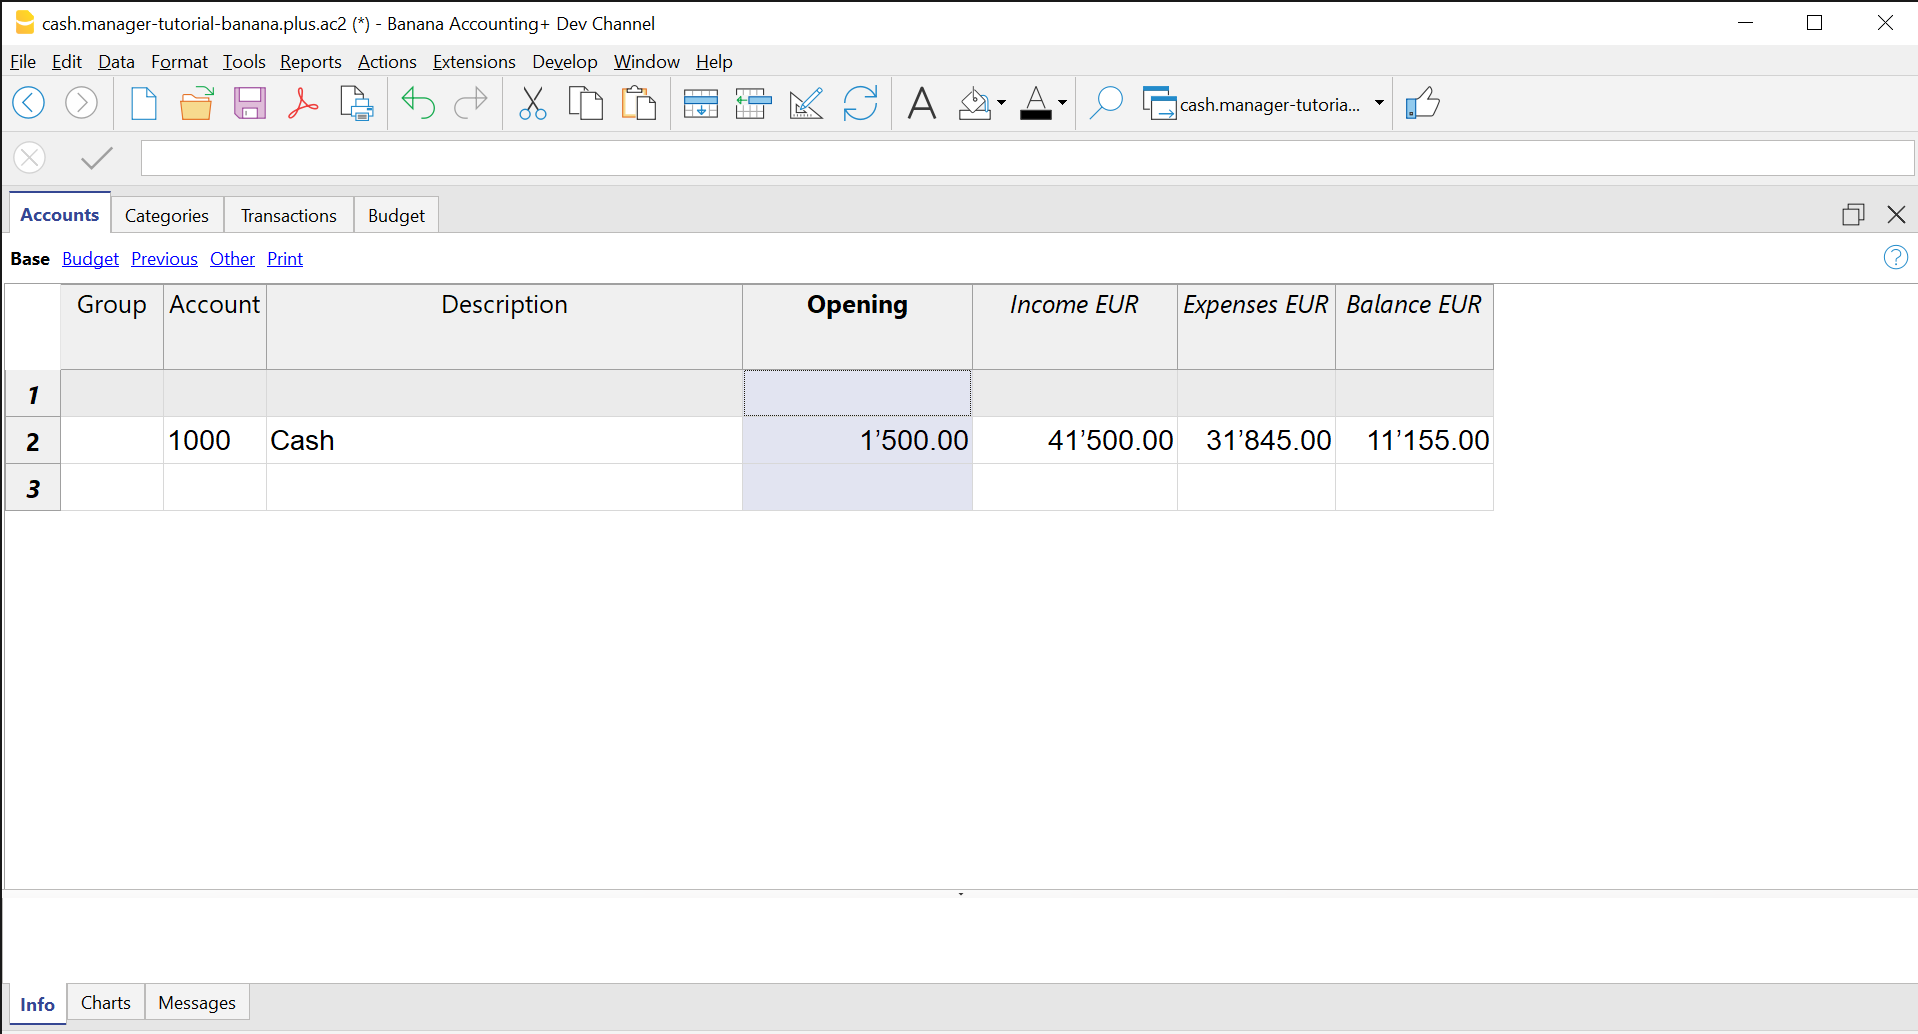 cash.manager-tutorial-banana.plus.ac2 (*) - Banana Accounting+ Dev Channel
File Edit Data Format Tools Reports Actions Extensions Develop Window Help
A A cash.manager-tutoria...
Accounts Categories Transactions Budget
Base Budget Previous Other Print ?
Group Account Description Opening Income EUR Expenses EUR Balance EUR
1
2 1000 Cash 1’500.00 41’500.00 31’845.00 11’155.00
3
Info Charts Messages